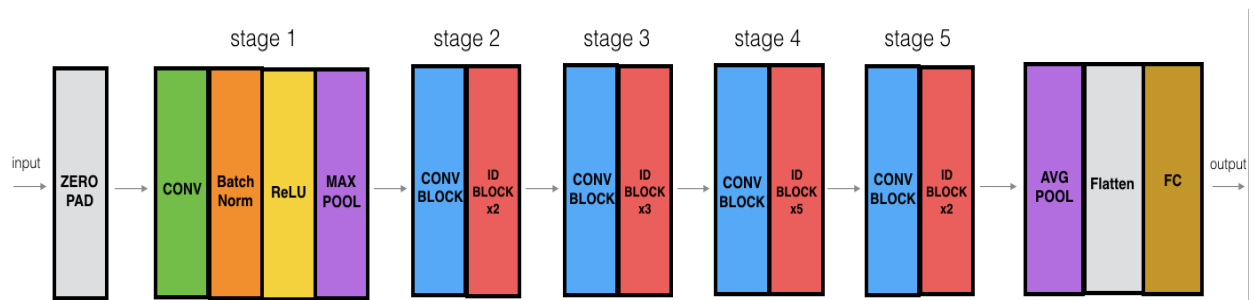 stage 1
stage 2
stage 3
stage 4
stage 5
input
ZERO
PAD
CONV
Batch
Norm
ReLU
MAX
POOL
CONV
BLOCK
ID
BLOCK
x2
CONV
BLOCK
ID
BLOCK
x3
CONV
BLOCK
ID
BLOCK
x5
CONV
BLOCK
ID
BLOCK
x2
AVG
POOL
Flatten
FC
output